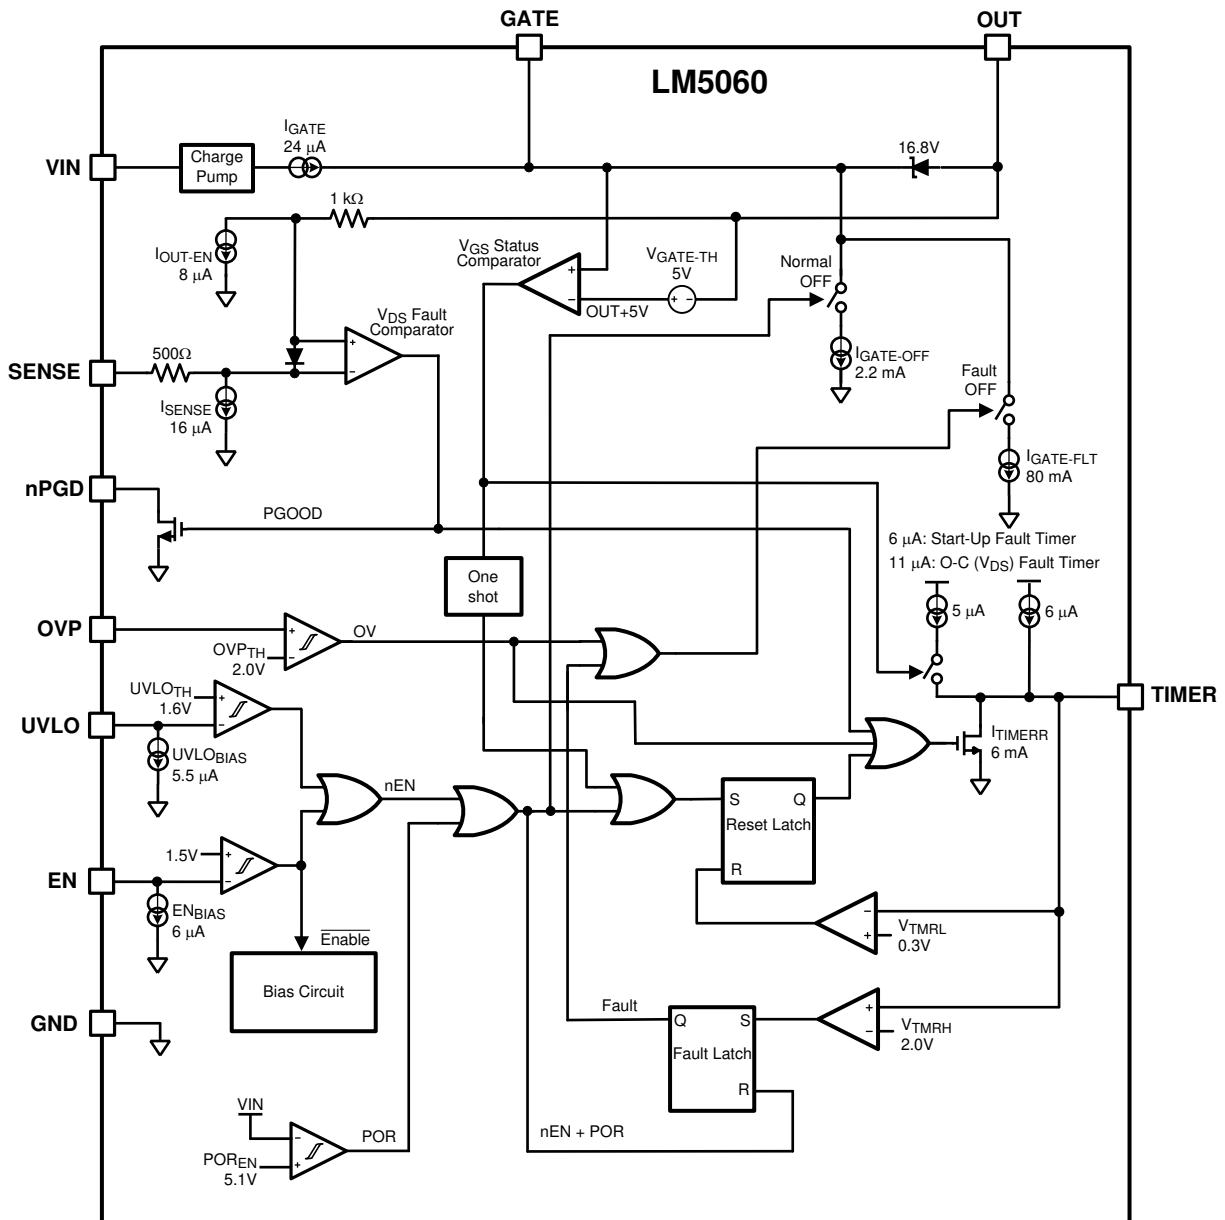 GATE
OUT
LM5060
IGATE
24 μA
16.8V
VIN
Charge
Pump
1 kΩ
VGS Status
Comparator
VGATE-TH
5V
Normal
OFF
IOUT-EN
8 μA
+
−
+ −
OUT+5V
VDS Fault
Comparator
500Ω
+
−
SENSE
IGATE-OFF
2.2 mA
Fault
OFF
ISENSE
16 μA
IGATE-FLT
80 mA
nPGD
PGOOD
6 μA: Start-Up Fault Timer
11 μA: O-C (VDS) Fault Timer
One
shot
5 μA
6 μA
OVP
+
−
OV
OVPTH
2.0V
UVLOTH
1.6V
+
−
TIMER
UVLO
UVLOBIAS
5.5 μA
ITIMERR
6 mA
nEN
S
Q
Reset Latch
R
1.5V
+
−
EN
ENBIAS
6 μA
Enable
−
+
VTMRL
0.3V
Bias Circuit
GND
Fault
Q
S
Fault Latch
R
+
−
VTMRH
2.0V
VIN
−
+
POR
POREN
5.1V
nEN + POR